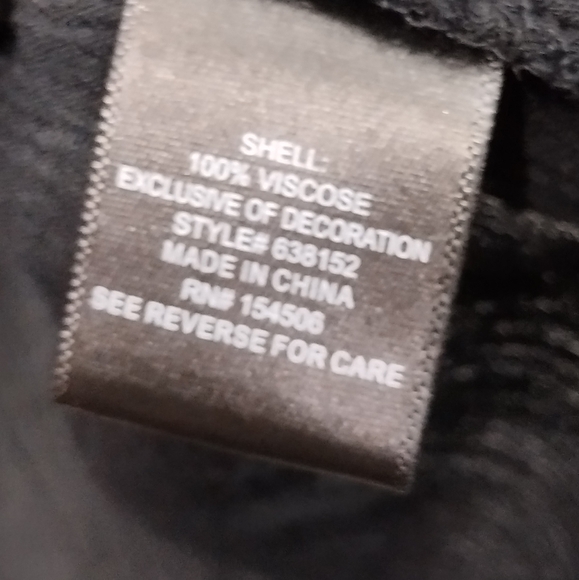 SHELL:
100% VISCOSE
EXCLUSIVE OF DECORATION
STYLE# 638152
MADE IN CHINA
RN# 154506
SEE REVERSE FOR CARE